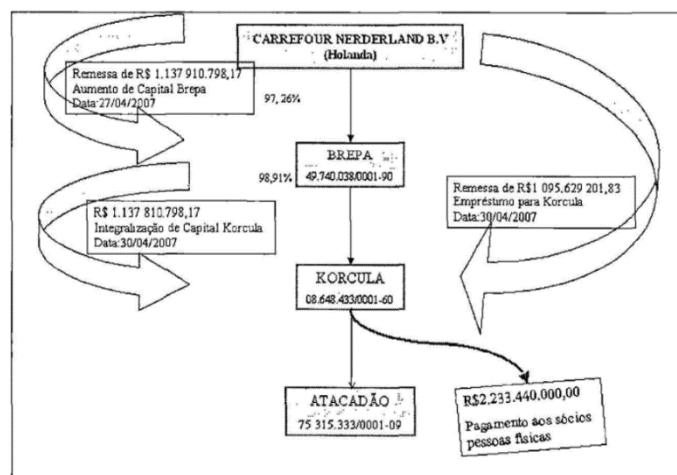 CARREFOUR NERDERLAND B.V
(Holanda)
Remessa de R$ 1.137 910.798,17
Aumento de Capital Brepa
Data:27/04/2007
97, 26%
BREPA
49.740.038/0001-90
98,91%
Remessa de R$1 095.629 201,83
Empréstimo para Korcula
Data:30/04/2007
R$ 1.137 810.798,17
Integralização de Capital Korcula
Data:30/04/2007
KORCULA
08.648.433/0001-60
ATACADÃO
75 315.333/0001-09
R$2.233.440.000,00
Pagamento aos sócios
pessoas físicas